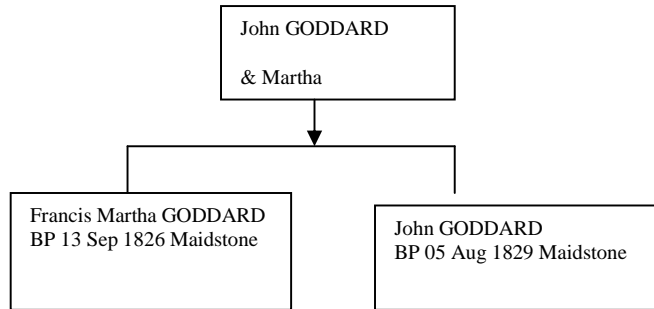 John GODDARD
& Martha
Francis Martha GODDARD
BP 13 Sep 1826 Maidstone
John GODDARD
BP 05 Aug 1829 Maidstone